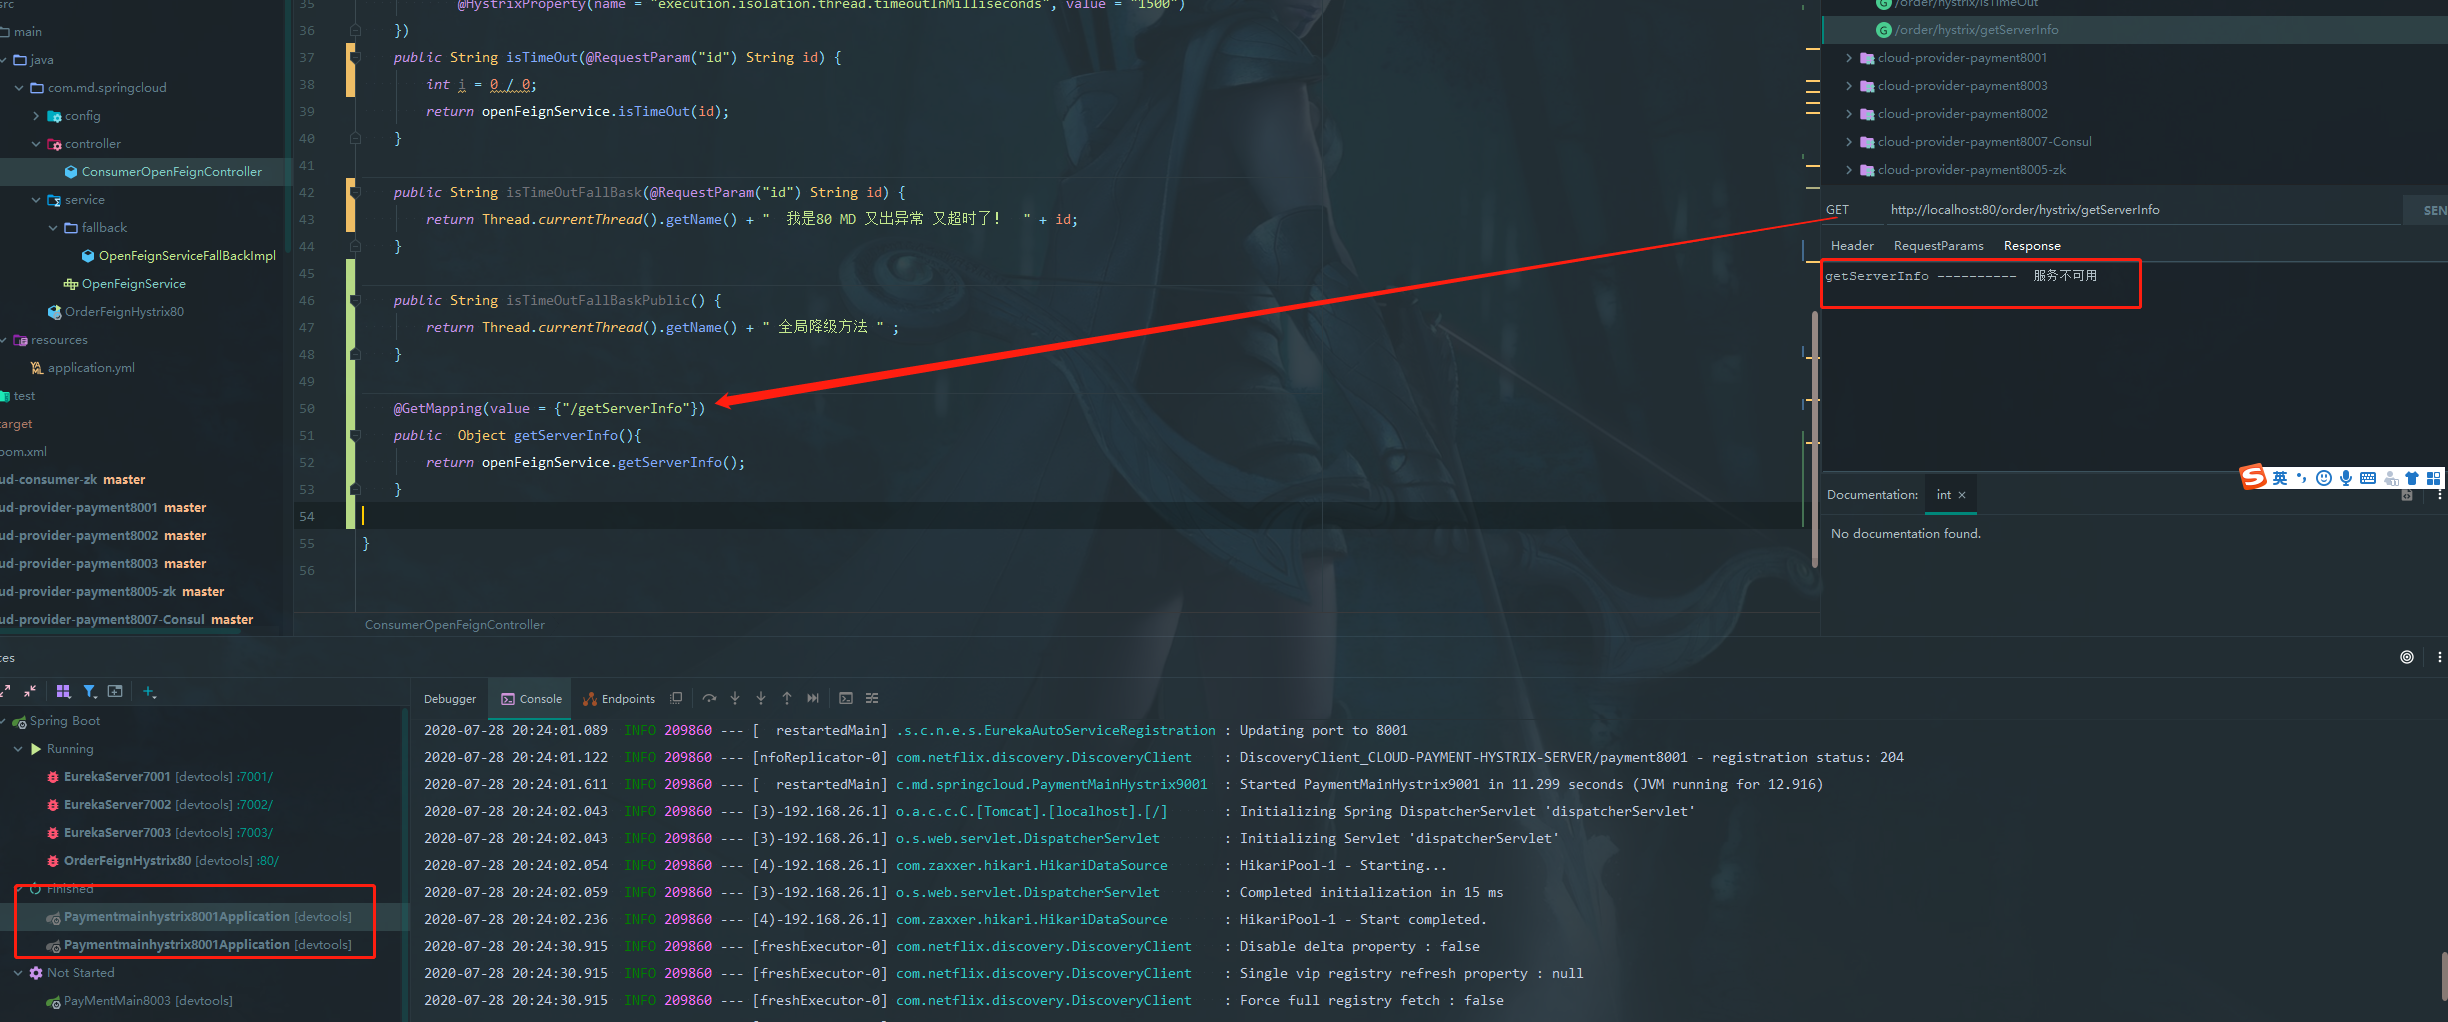 src
main
java
com.md.springcloud
config
controller
ConsumerOpenFeignController
service
fallback
OpenFeignServiceFallBackImpl
OpenFeignService
OrderFeignHystrix80
resources
application.yml
test
target
pom.xml
ud-consumer-zk master
ud-provider-payment8001 master
ud-provider-payment8002 master
ud-provider-payment8003 master
ud-provider-payment8005-zk master
ud-provider-payment8007-Consul master
35 @HystrixProperty(name = "execution.isolation.thread.timeoutInMilliseconds", value = "1500")
36 })
37 public String isTimeOut(@RequestParam("id") String id) {
38 int i = 0 / 0;
39 return openFeignService.isTimeOut(id);
40 }
41
42 public String isTimeOutFallBask(@RequestParam("id") String id) {
43 return Thread.currentThread().getName() + "  我是80 MD 又出异常 又超时了!  " + id;
44 }
45
46 public String isTimeOutFallBaskPublic() {
47 return Thread.currentThread().getName() + " 全局降级方法 " ;
48 }
49
50 @GetMapping(value = {"/getServerInfo"})
51 public  Object getServerInfo(){
52 return openFeignService.getServerInfo();
53 }
54
55 }
56
ConsumerOpenFeignController
/order/hystrix/isTimeOut
/order/hystrix/getServerInfo
cloud-provider-payment8001
cloud-provider-payment8003
cloud-provider-payment8002
cloud-provider-payment8007-Consul
cloud-provider-payment8005-zk
GET http://localhost:80/order/hystrix/getServerInfo SEN
Header RequestParams Response
getServerInfo ----------  服务不可用
英
Documentation: int ×
No documentation found.
ces
Spring Boot
Running
EurekaServer7001 [devtools] :7001/
EurekaServer7002 [devtools] :7002/
EurekaServer7003 [devtools] :7003/
OrderFeignHystrix80 [devtools] :80/
Finished
Paymentmainhystrix8001Application [devtools]
Paymentmainhystrix8001Application [devtools]
Not Started
PayMentMain8003 [devtools]
Debugger Console Endpoints
2020-07-28 20:24:01.089  INFO 209860 --- [  restartedMain] .s.c.n.e.s.EurekaAutoServiceRegistration : Updating port to 8001
2020-07-28 20:24:01.122  INFO 209860 --- [nfoReplicator-0] com.netflix.discovery.DiscoveryClient    : DiscoveryClient_CLOUD-PAYMENT-HYSTRIX-SERVER/payment8001 - registration status: 204
2020-07-28 20:24:01.611  INFO 209860 --- [  restartedMain] c.md.springcloud.PaymentMainHystrix9001  : Started PaymentMainHystrix9001 in 11.299 seconds (JVM running for 12.916)
2020-07-28 20:24:02.043  INFO 209860 --- [3)-192.168.26.1] o.a.c.c.C.[Tomcat].[localhost].[/]       : Initializing Spring DispatcherServlet 'dispatcherServlet'
2020-07-28 20:24:02.043  INFO 209860 --- [3)-192.168.26.1] o.s.web.servlet.DispatcherServlet        : Initializing Servlet 'dispatcherServlet'
2020-07-28 20:24:02.054  INFO 209860 --- [4)-192.168.26.1] com.zaxxer.hikari.HikariDataSource       : HikariPool-1 - Starting...
2020-07-28 20:24:02.059  INFO 209860 --- [3)-192.168.26.1] o.s.web.servlet.DispatcherServlet        : Completed initialization in 15 ms
2020-07-28 20:24:02.236  INFO 209860 --- [4)-192.168.26.1] com.zaxxer.hikari.HikariDataSource       : HikariPool-1 - Start completed.
2020-07-28 20:24:30.915  INFO 209860 --- [freshExecutor-0] com.netflix.discovery.DiscoveryClient    : Disable delta property : false
2020-07-28 20:24:30.915  INFO 209860 --- [freshExecutor-0] com.netflix.discovery.DiscoveryClient    : Single vip registry refresh property : null
2020-07-28 20:24:30.915  INFO 209860 --- [freshExecutor-0] com.netflix.discovery.DiscoveryClient    : Force full registry fetch : false